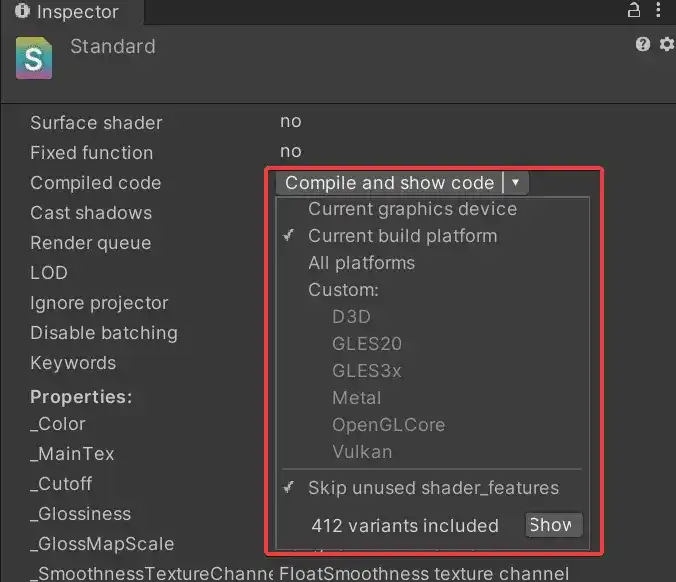 Inspector
S
Standard
Surface shader no
Fixed function no
Compiled code Compile and show code
Cast shadows Current graphics device
Render queue Current build platform
LOD All platforms
Ignore projector Custom:
Disable batching D3D
Keywords GLES20
GLES3x
Properties: Metal
_Color OpenGLCore
_MainTex Vulkan
_Cutoff Skip unused shader_features
_Glossiness 412 variants included Show
_GlossMapScale
_SmoothnessTextureChanne FloatSmoothness texture channel